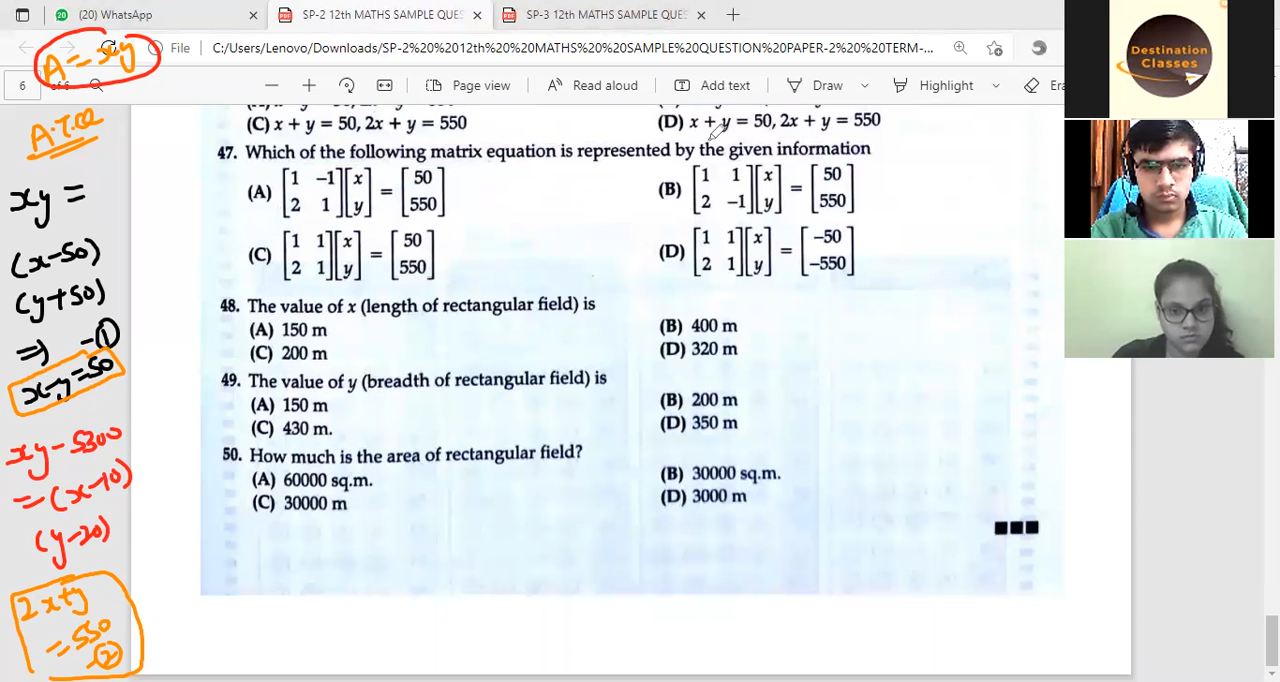 (20) WhatsApp
SP-2 12th MATHS SAMPLE QUES
SP-3 12th MATHS SAMPLE QUES
File
C:/Users/Lenovo/Downloads/SP-2%20%2012th%20%20MATHS%20%20SAMPLE%20QUESTION%20PAPER-2%20%20TERM-...
6
of 6
Page view
Read aloud
Add text
Draw
Highlight
Era
Destination
Classes
A = xy
A.T.Q
xy =
(x-50)
(y+50)
⇒ -①
x-y=50
xy-5300
=(x-10)
(y-20)
2x+y
=550
-②
(C) x + y = 50, 2x + y = 550
(D) x + y = 50, 2x + y = 550
47. Which of the following matrix equation is represented by the given information
(A) [1 −1 2 1][x y] = [50 550]
(B) [1 1 2 −1][x y] = [50 550]
(C) [1 1 2 1][x y] = [50 550]
(D) [1 1 2 1][x y] = [−50 −550]
48. The value of x (length of rectangular field) is
(A) 150 m
(B) 400 m
(C) 200 m
(D) 320 m
49. The value of y (breadth of rectangular field) is
(A) 150 m
(B) 200 m
(C) 430 m.
(D) 350 m
50. How much is the area of rectangular field?
(A) 60000 sq.m.
(B) 30000 sq.m.
(C) 30000 m
(D) 3000 m